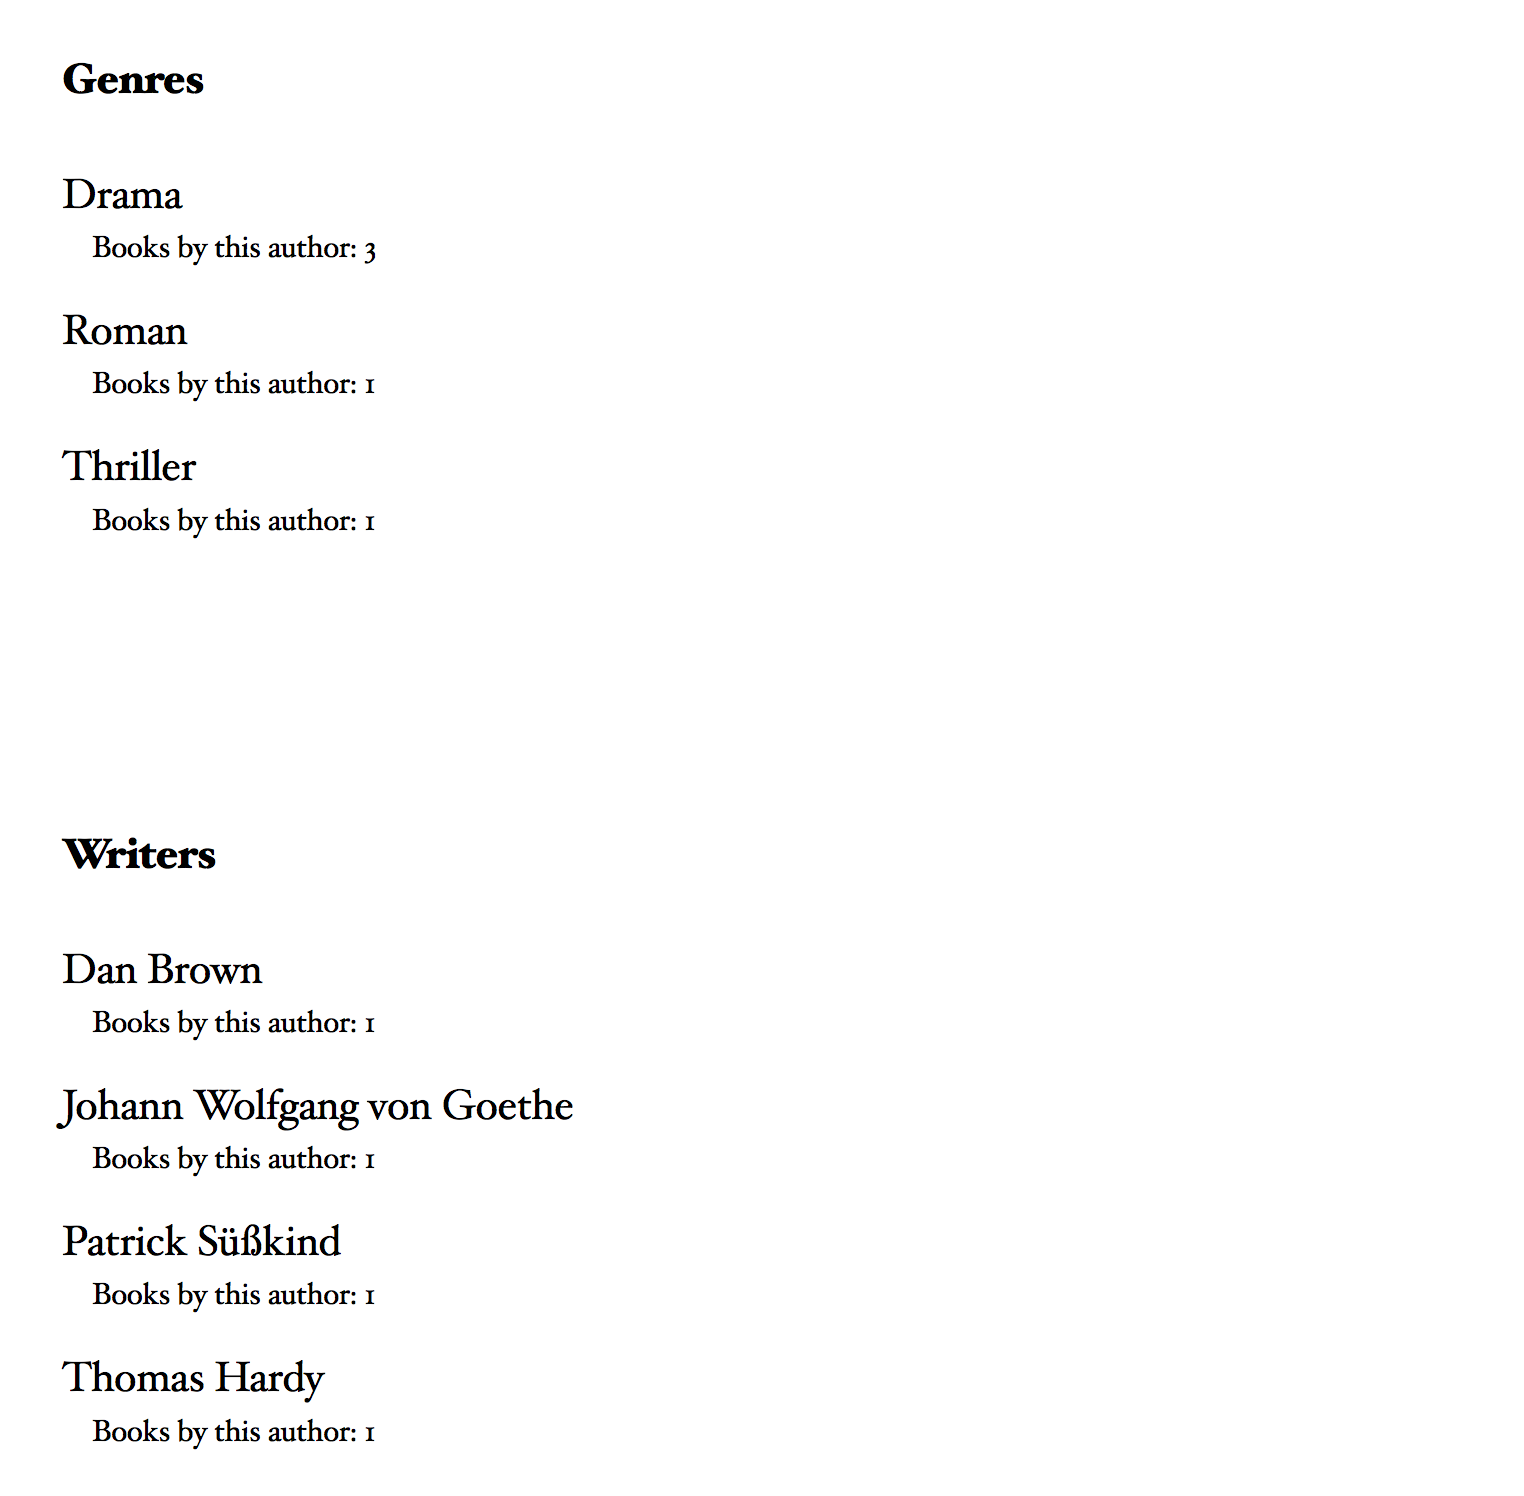 Genres
Drama
Books by this author: 3
Roman
Books by this author: 1
Thriller
Books by this author: 1
Writers
Dan Brown
Books by this author: 1
Johann Wolfgang von Goethe
Books by this author: 1
Patrick Süßkind
Books by this author: 1
Thomas Hardy
Books by this author: 1